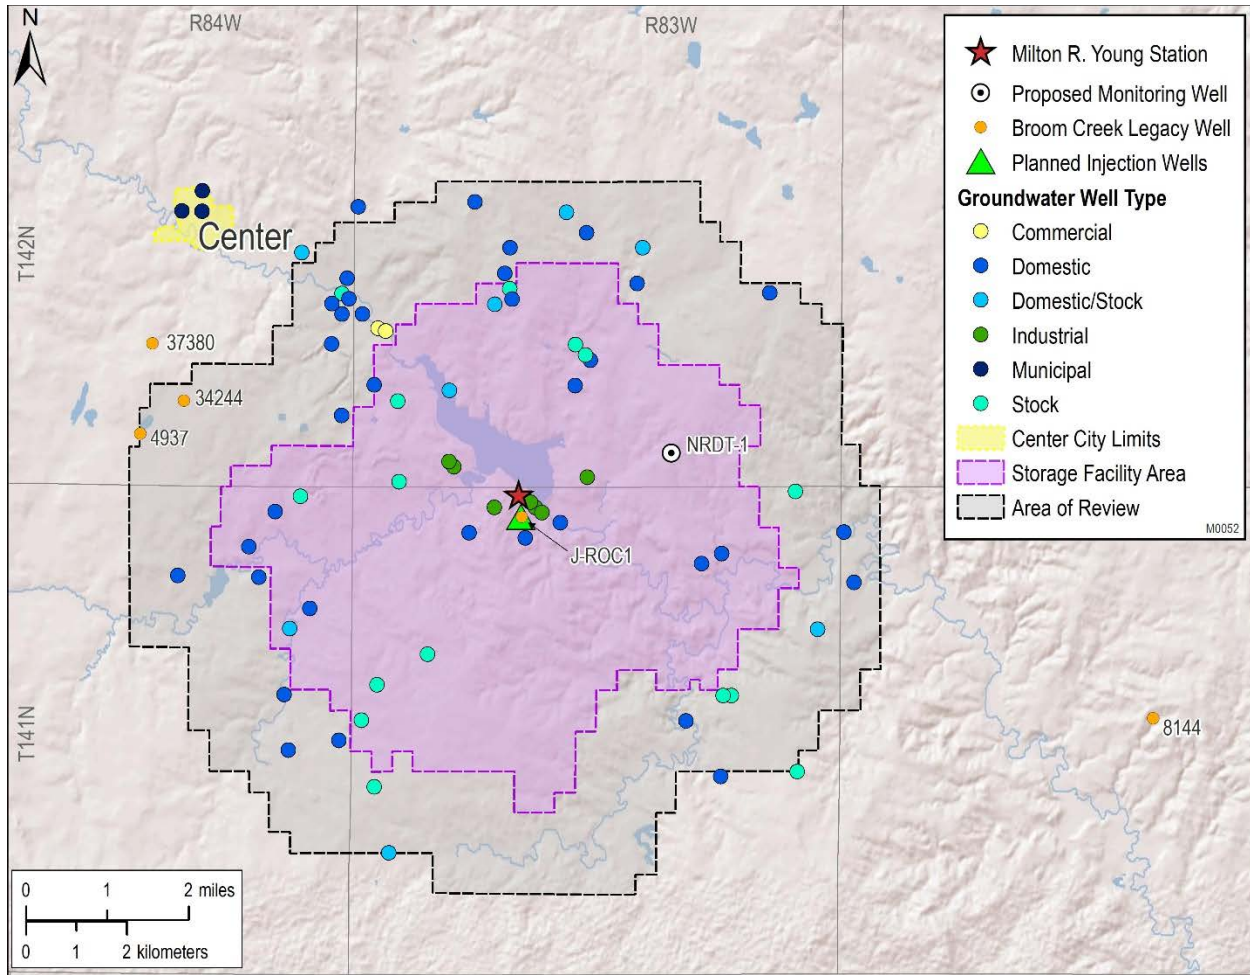 N
R84W
R83W
Milton R. Young Station
Proposed Monitoring Well
Broom Creek Legacy Well
Planned Injection Wells
Groundwater Well Type
Commercial
Domestic
Domestic/Stock
Industrial
Municipal
Stock
Center City Limits
Storage Facility Area
Area of Review
M0052
T142N
Center
37380
34244
4937
NRDT-1
J-ROC1
T141N
8144
0 1 2 miles
0 1 2 kilometers